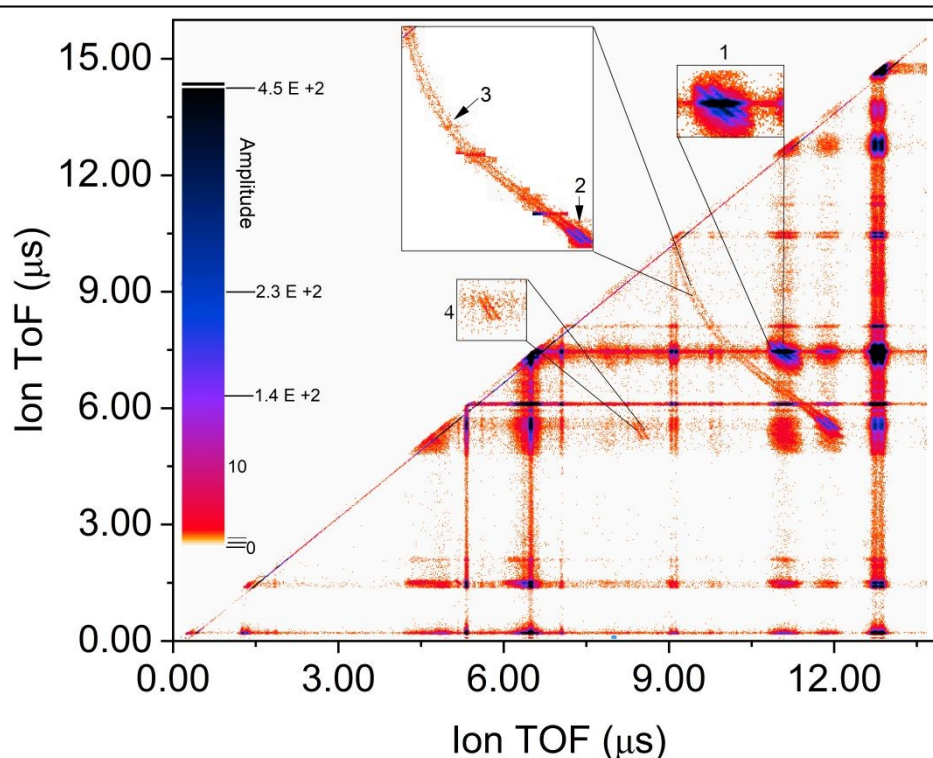 15.00
12.00
9.00
6.00
3.00
0.00
Ion ToF (μs)
4.5 E +2
2.3 E +2
1.4 E +2
10
0
Amplitude
3
2
1
4
0.00 3.00 6.00 9.00 12.00
Ion TOF (μs)